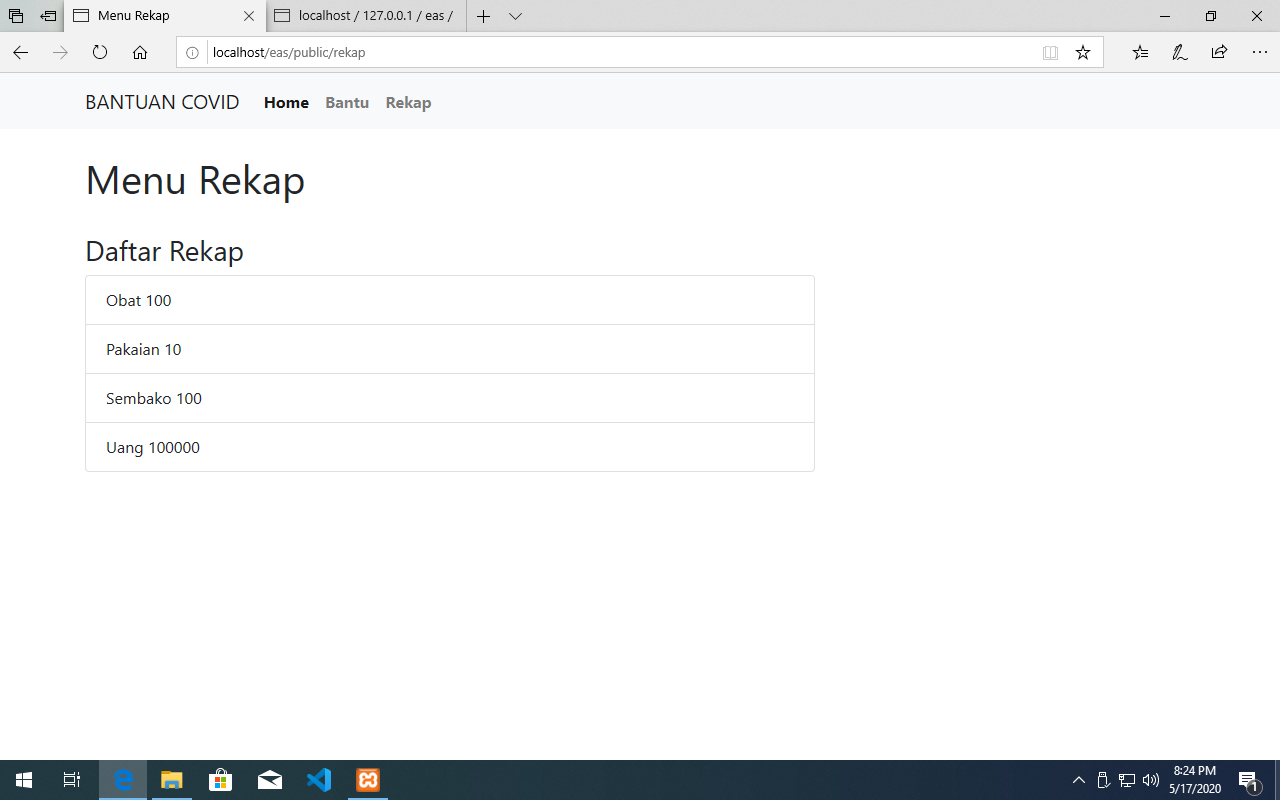 Menu Rekap
localhost / 127.0.0.1 / eas /
localhost/eas/public/rekap
BANTUAN COVID Home Bantu Rekap
Menu Rekap
Daftar Rekap
Obat 100
Pakaian 10
Sembako 100
Uang 100000
8:24 PM
5/17/2020
1